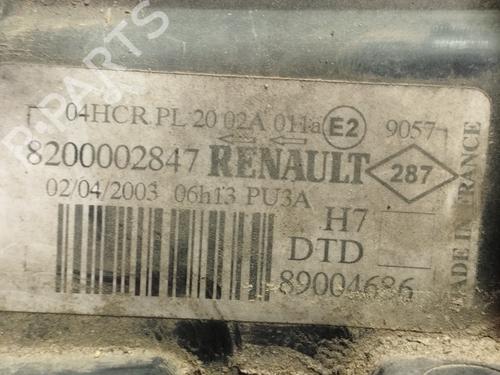 B-PARTS
04HCR PL 20 02A 011a E2 9057
8200002847 RENAULT 287
02/04/2003 06h13 PU3A
H7
DTD
89004686
MADE IN FRANCE